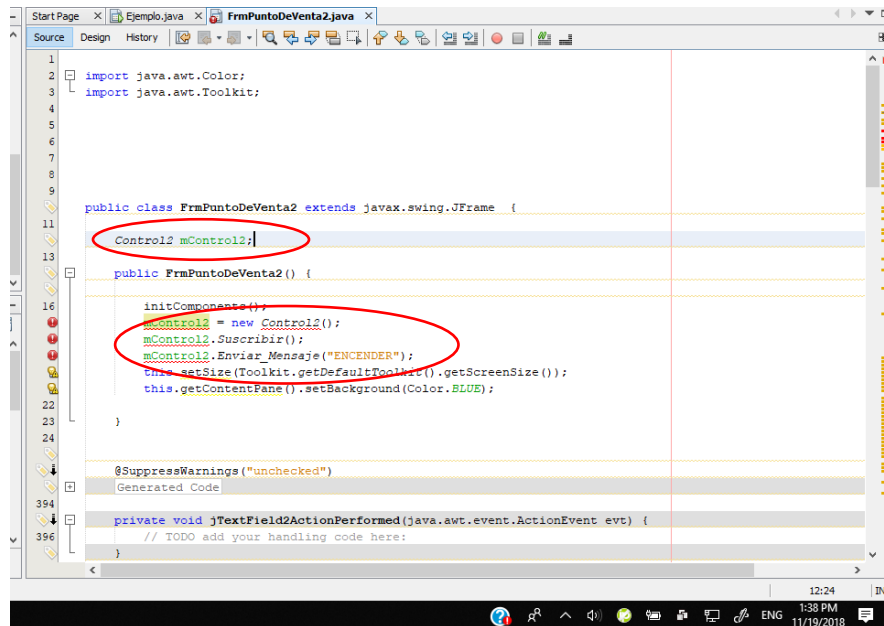 Start Page Ejemplo.java FrmPuntoDeVenta2.java
Source Design History
1
2 import java.awt.Color;
3 import java.awt.Toolkit;
4
5
6
7
8
9
public class FrmPuntoDeVenta2 extends javax.swing.JFrame {
11
Control2 mControl2;
13
public FrmPuntoDeVenta2() {
16 initComponents();
mControl2 = new Control2();
mControl2.Suscribir();
mControl2.Enviar_Mensaje("ENCENDER");
this.setSize(Toolkit.getDefaultToolkit().getScreenSize());
this.getContentPane().setBackground(Color.BLUE);
22
23 }
24
@SuppressWarnings("unchecked")
Generated Code
394
private void jTextField2ActionPerformed(java.awt.event.ActionEvent evt) {
396 // TODO add your handling code here:
}
12:24 IN
ENG 1:38 PM
11/19/2018